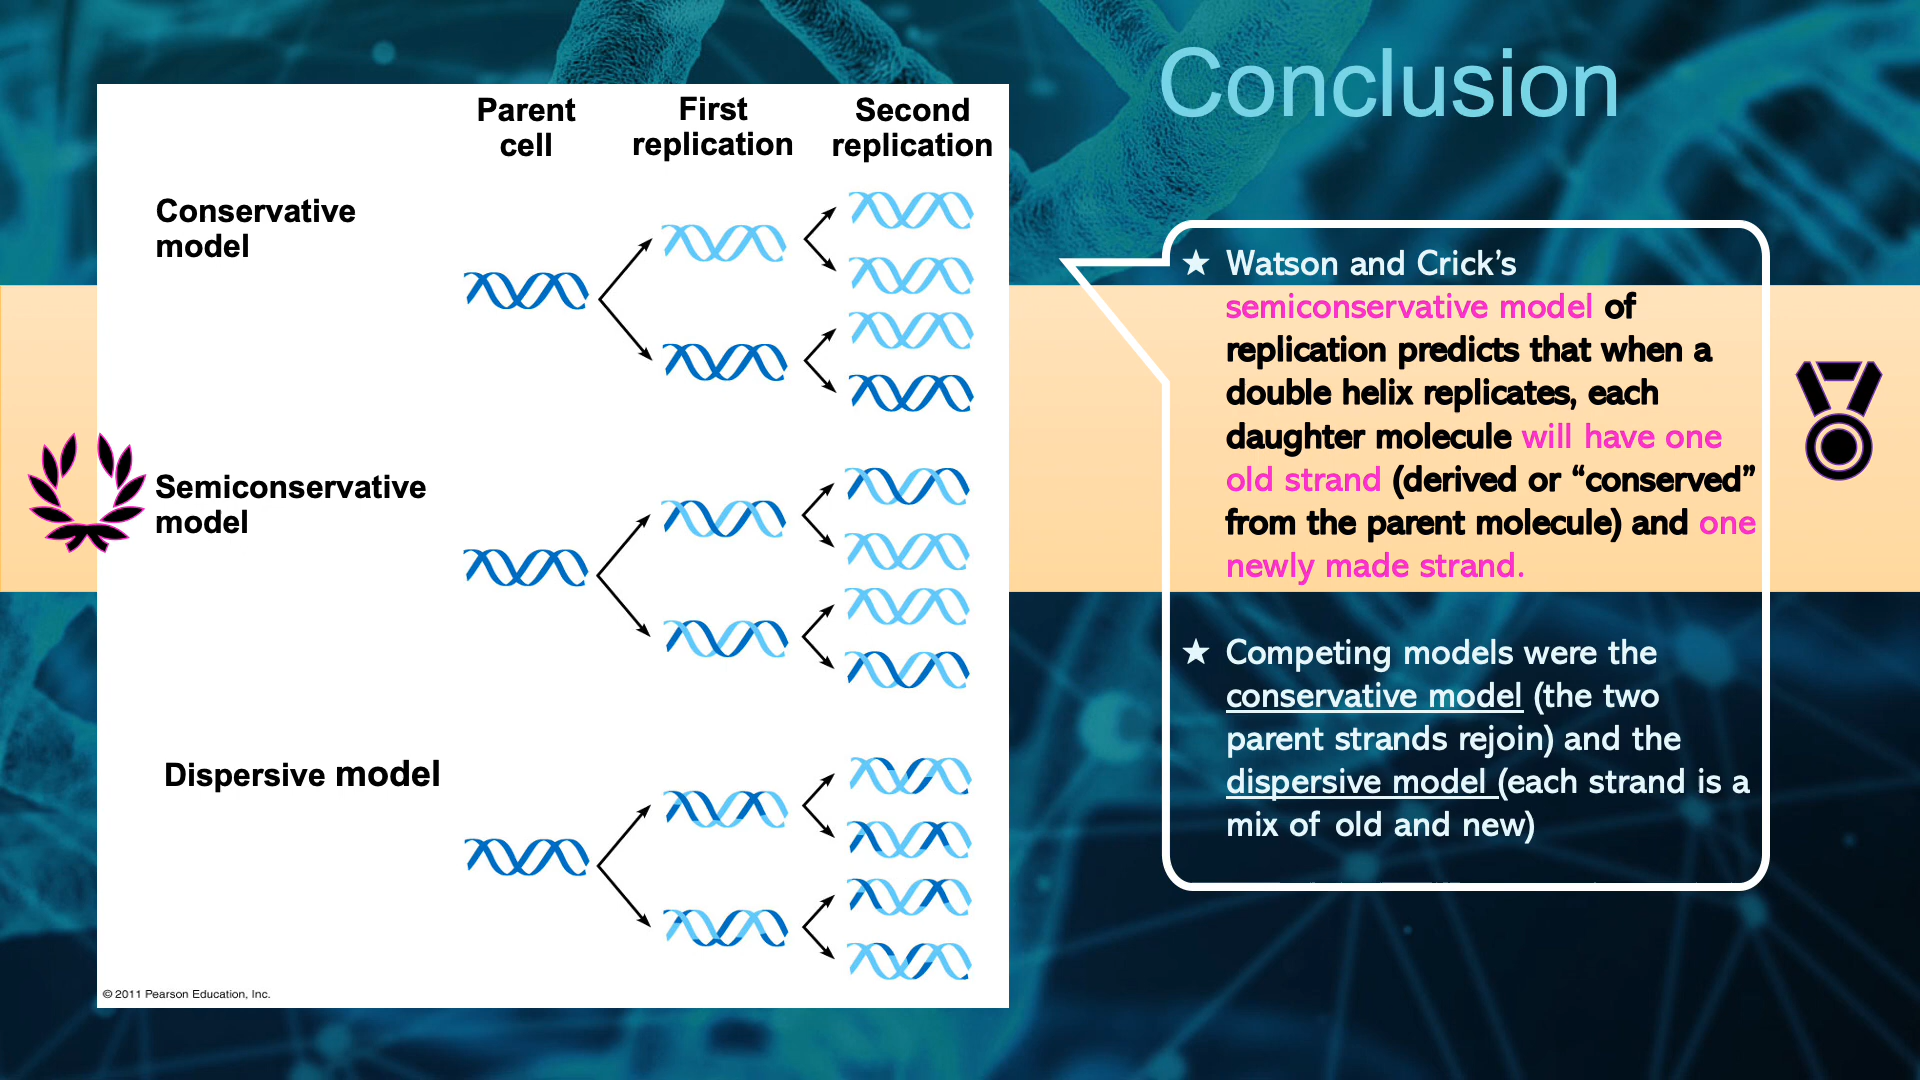 Conclusion
Parent
cell
First
replication
Second
replication
Conservative
model
Semiconservative
model
Dispersive model
© 2011 Pearson Education, Inc.
★ Watson and Crick’s
semiconservative model of
replication predicts that when a
double helix replicates, each
daughter molecule will have one
old strand (derived or “conserved”
from the parent molecule) and one
newly made strand.
★ Competing models were the
conservative model (the two
parent strands rejoin) and the
dispersive model (each strand is a
mix of old and new)